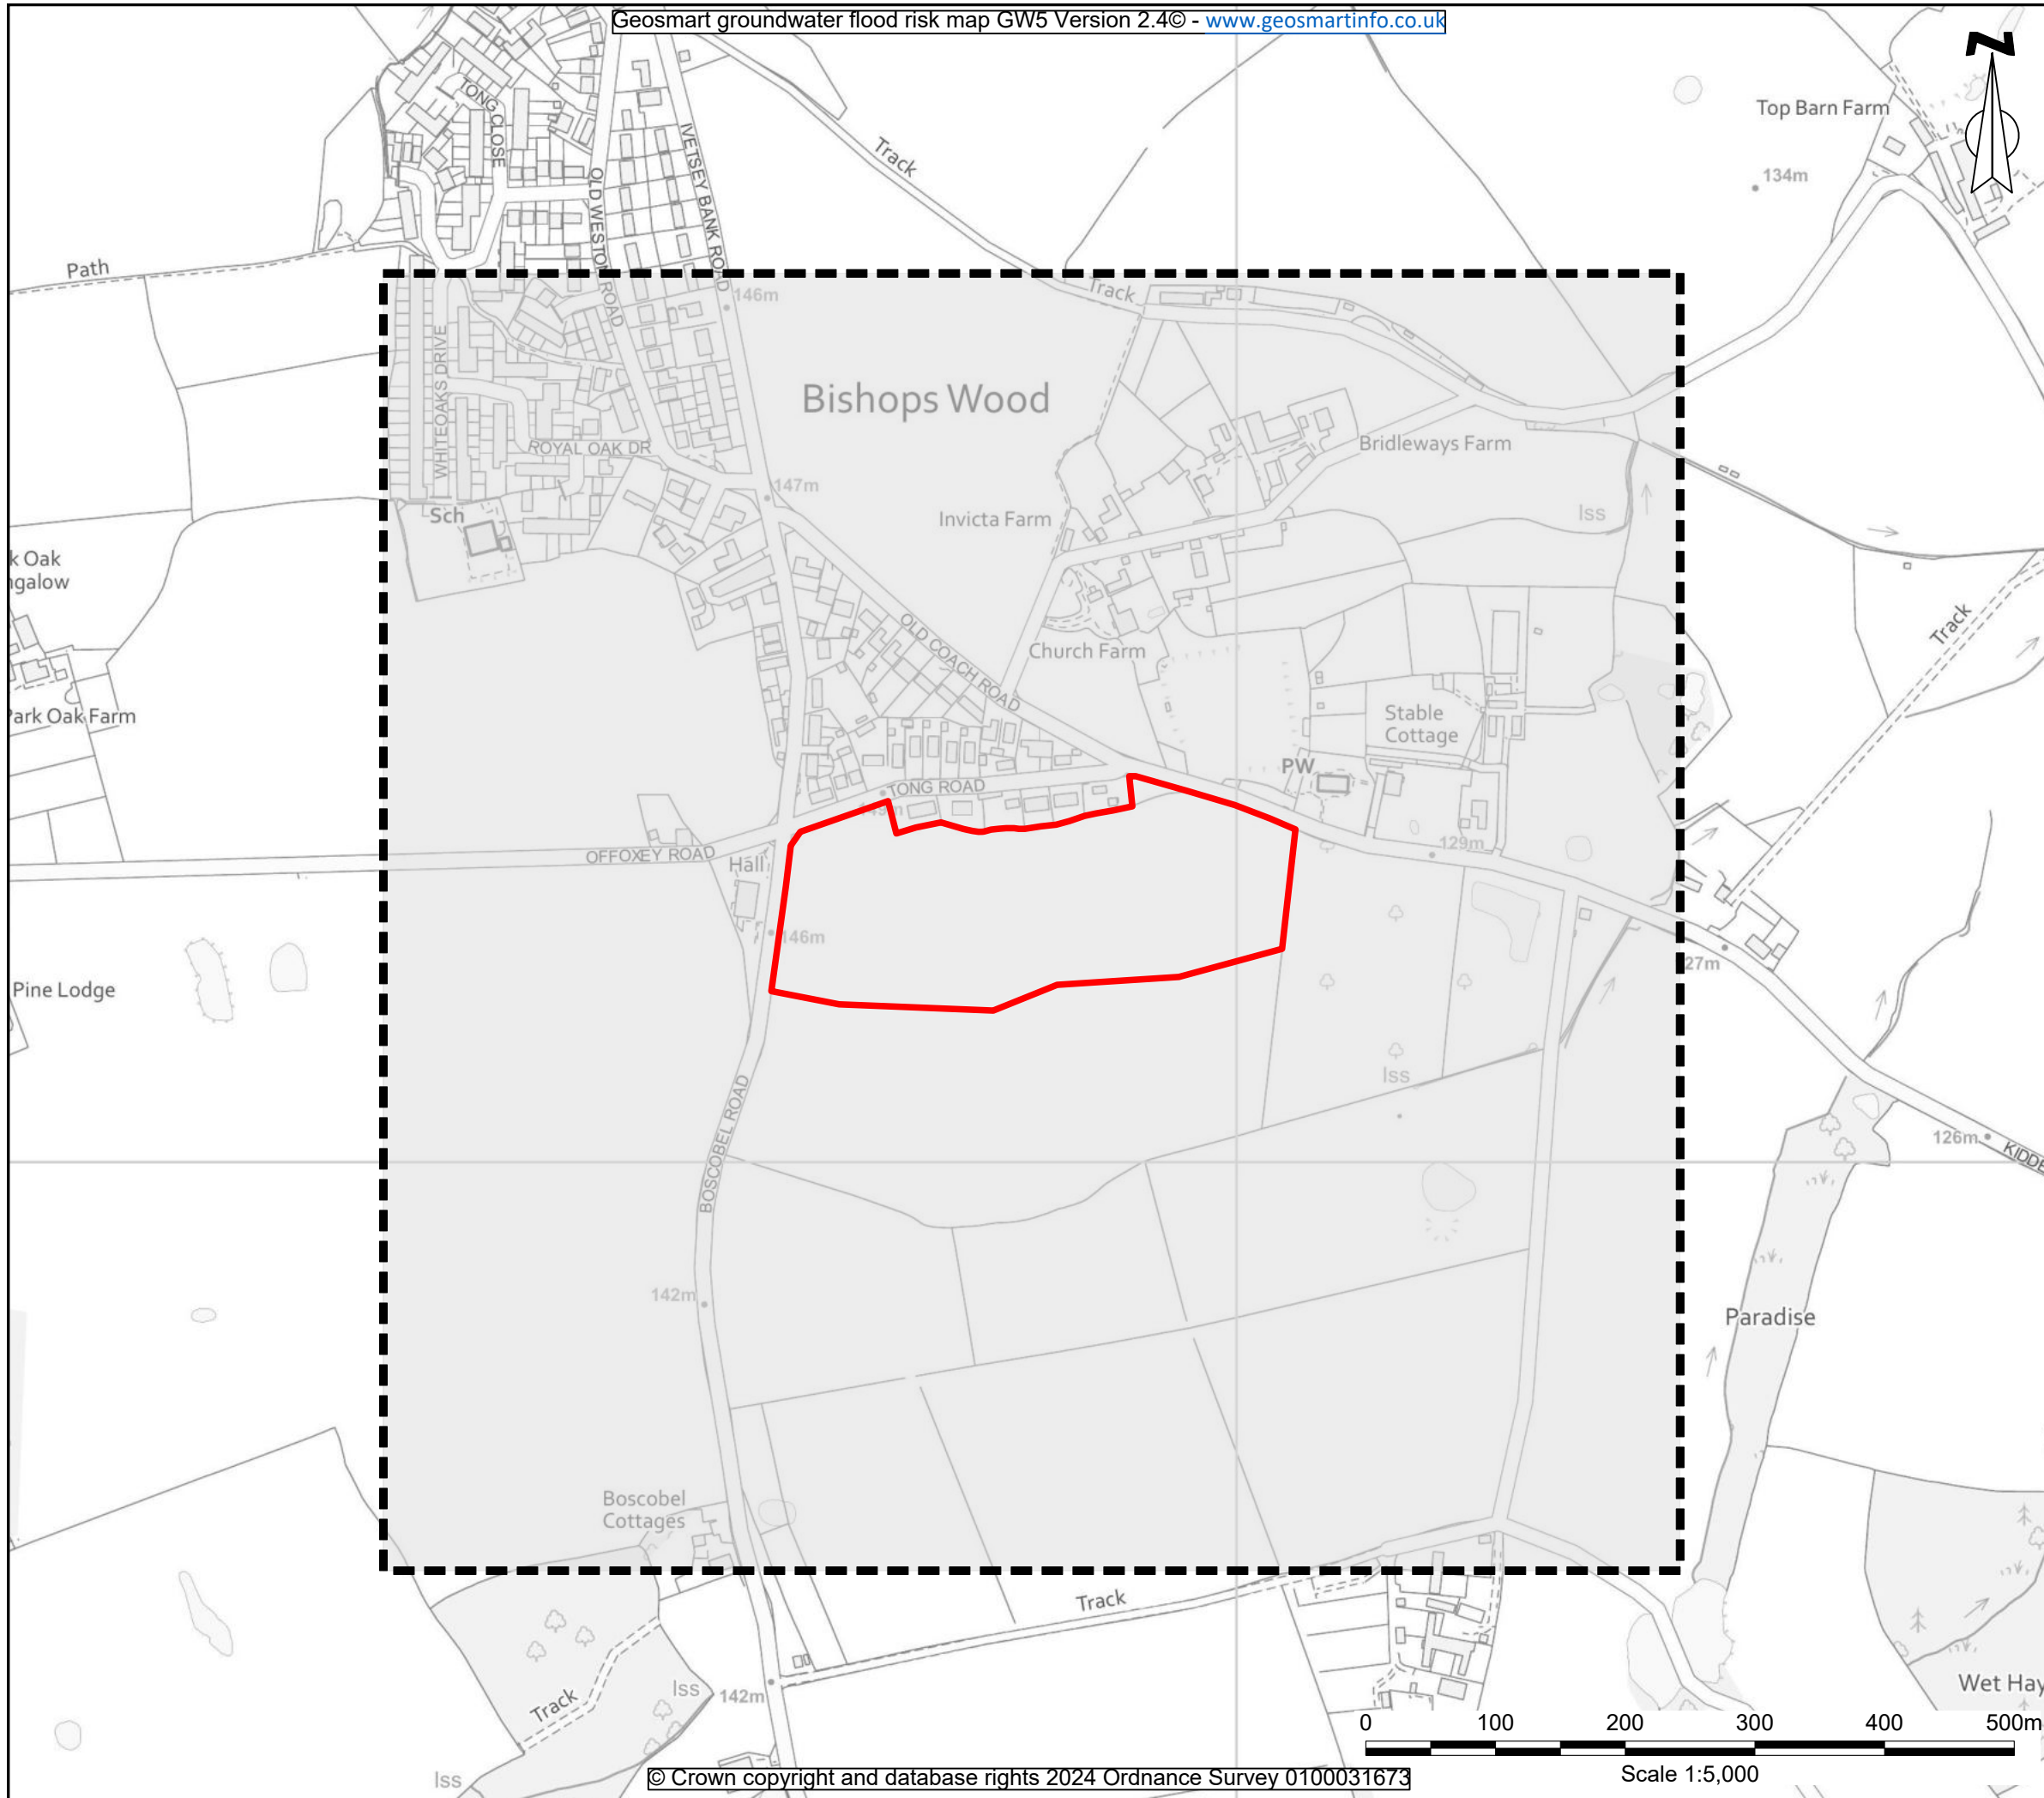 Geosmart groundwater flood risk map GW5 Version 2.4© - www.geosmartinfo.co.uk
N
Top Barn Farm
134m
TONG CLOSE
IVETSEY BANK ROAD
OLD WESTON ROAD
Track
Path
Track
146m
WHITEOAKS DRIVE
Bishops Wood
ROYAL OAK DR
Bridleways Farm
147m
Sch
Invicta Farm
Iss
k Oak
ngalow
OLD COACH ROAD
Church Farm
Track
Park Oak Farm
Stable
Cottage
PW
TONG ROAD
OFFOXEY ROAD
Hall
129m
146m
27m
Pine Lodge
BOSCOBEL ROAD
Iss
126m
KIDDE
142m
Paradise
Boscobel
Cottages
Track
Track
Iss
142m
Wet Hay
0 100 200 300 400 500m
Scale 1:5,000
Iss
© Crown copyright and database rights 2024 Ordnance Survey 0100031673